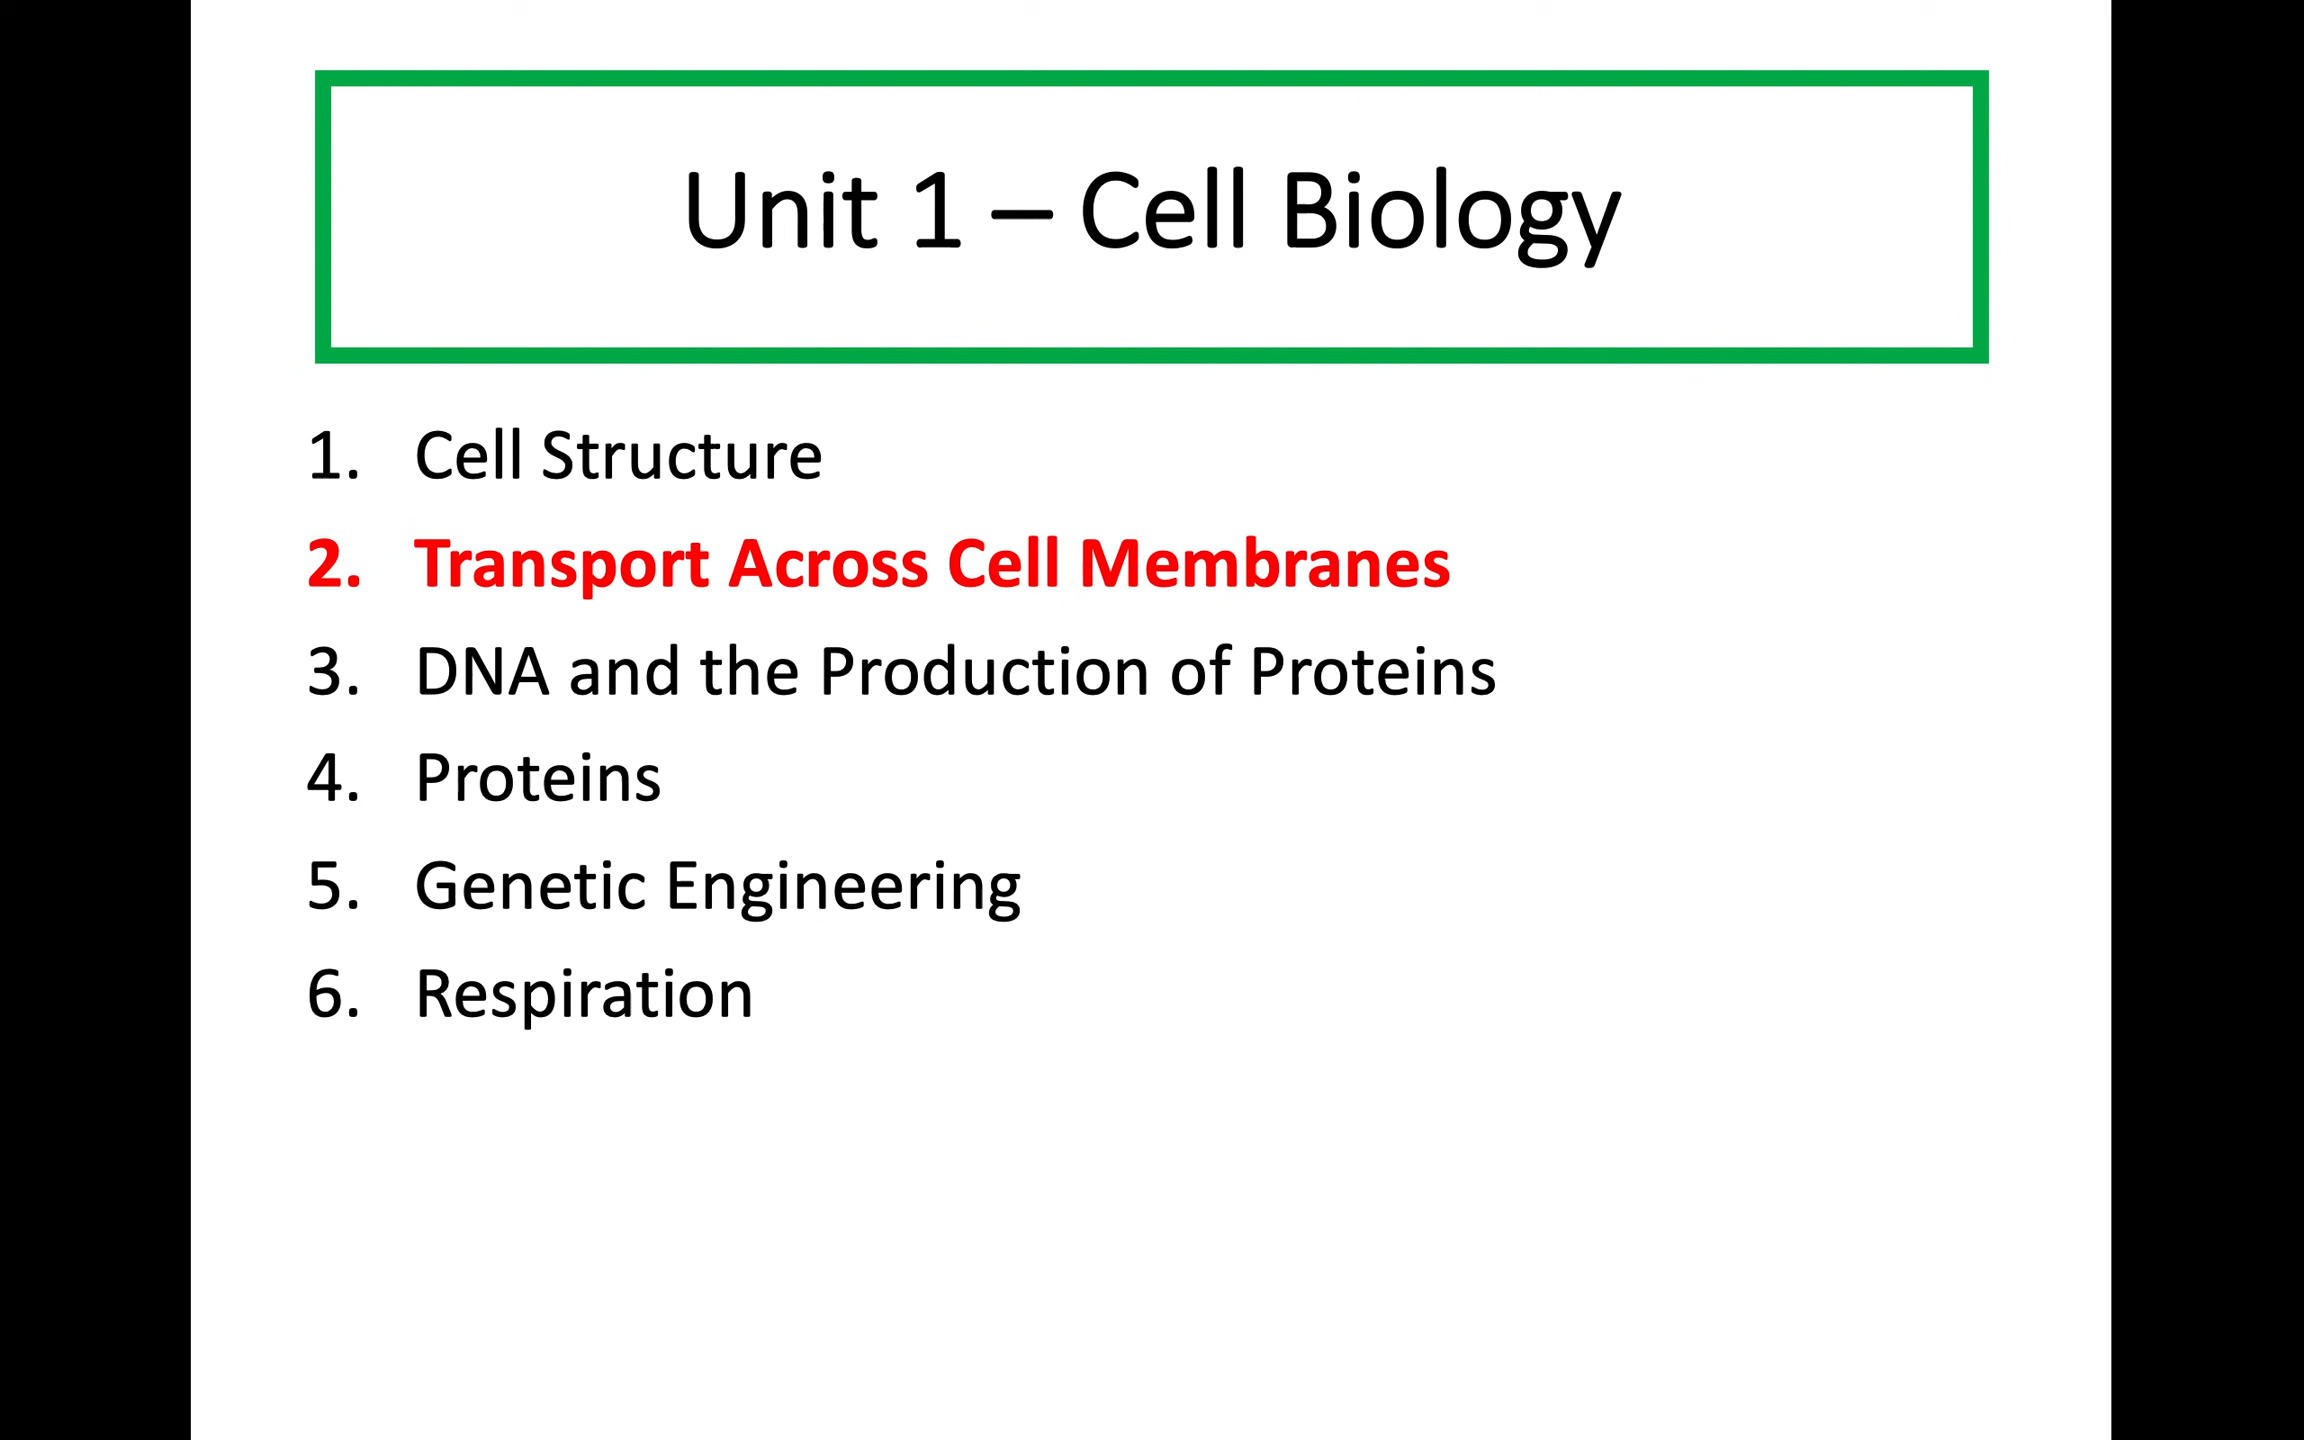 Unit 1 – Cell Biology
1. Cell Structure
2. Transport Across Cell Membranes
3. DNA and the Production of Proteins
4. Proteins
5. Genetic Engineering
6. Respiration